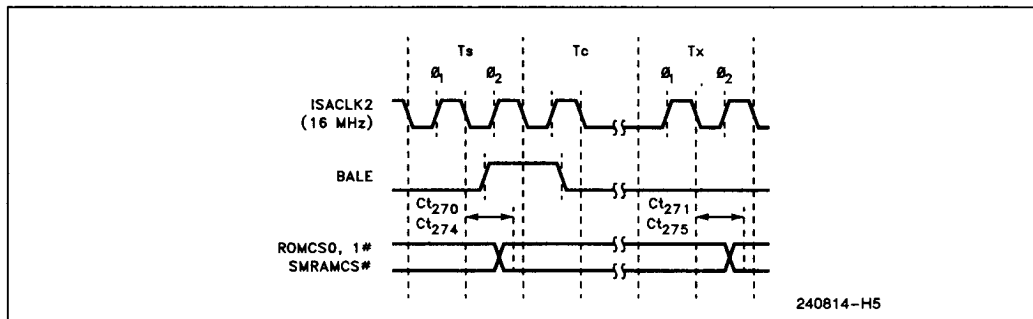 Ts Tc Tx
Ø1 Ø2 Ø1 Ø2
ISACLK2
(16 MHz)
BALE
Ct270 Ct271
Ct274 Ct275
ROMCS0, 1#
SMRAMCS#
240814-H5